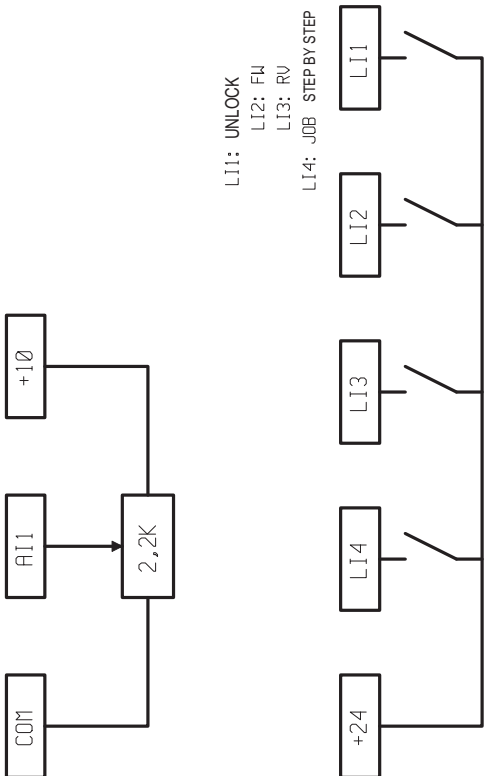 LI1: UNLOCK
LI2: FW
LI3: RV
LI4: JOB STEP BY STEP
COM
AI1
+10
2,2K
+24
LI4
LI3
LI2
LI1